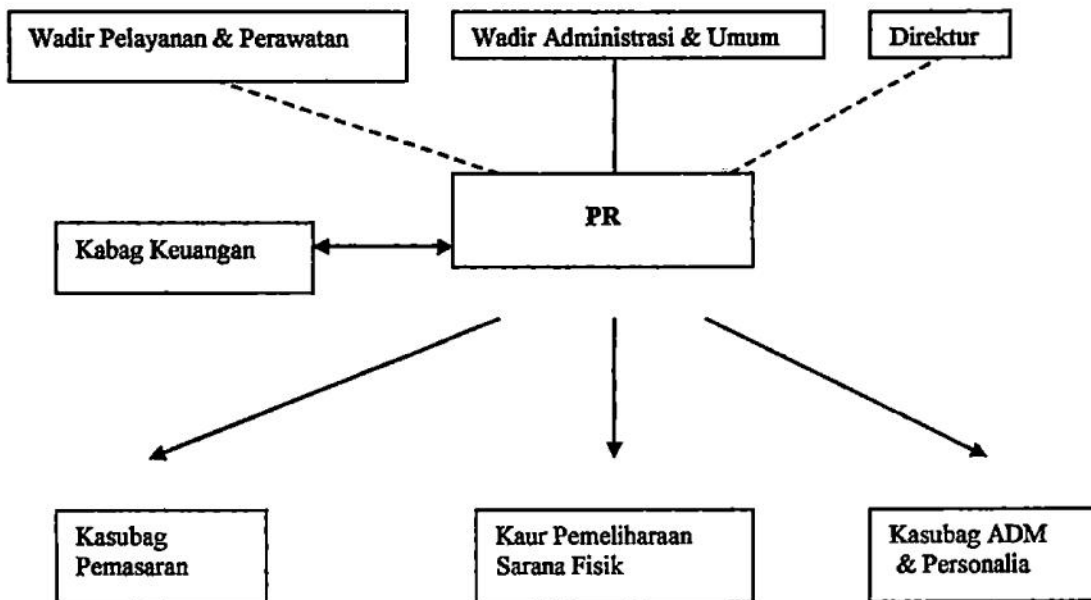 Wadir Pelayanan & Perawatan
Wadir Administrasi & Umum
Direktur
PR
Kabag Keuangan
Kasubag
Pemasaran
Kaur Pemeliharaan
Sarana Fisik
Kasubag ADM
& Personalia